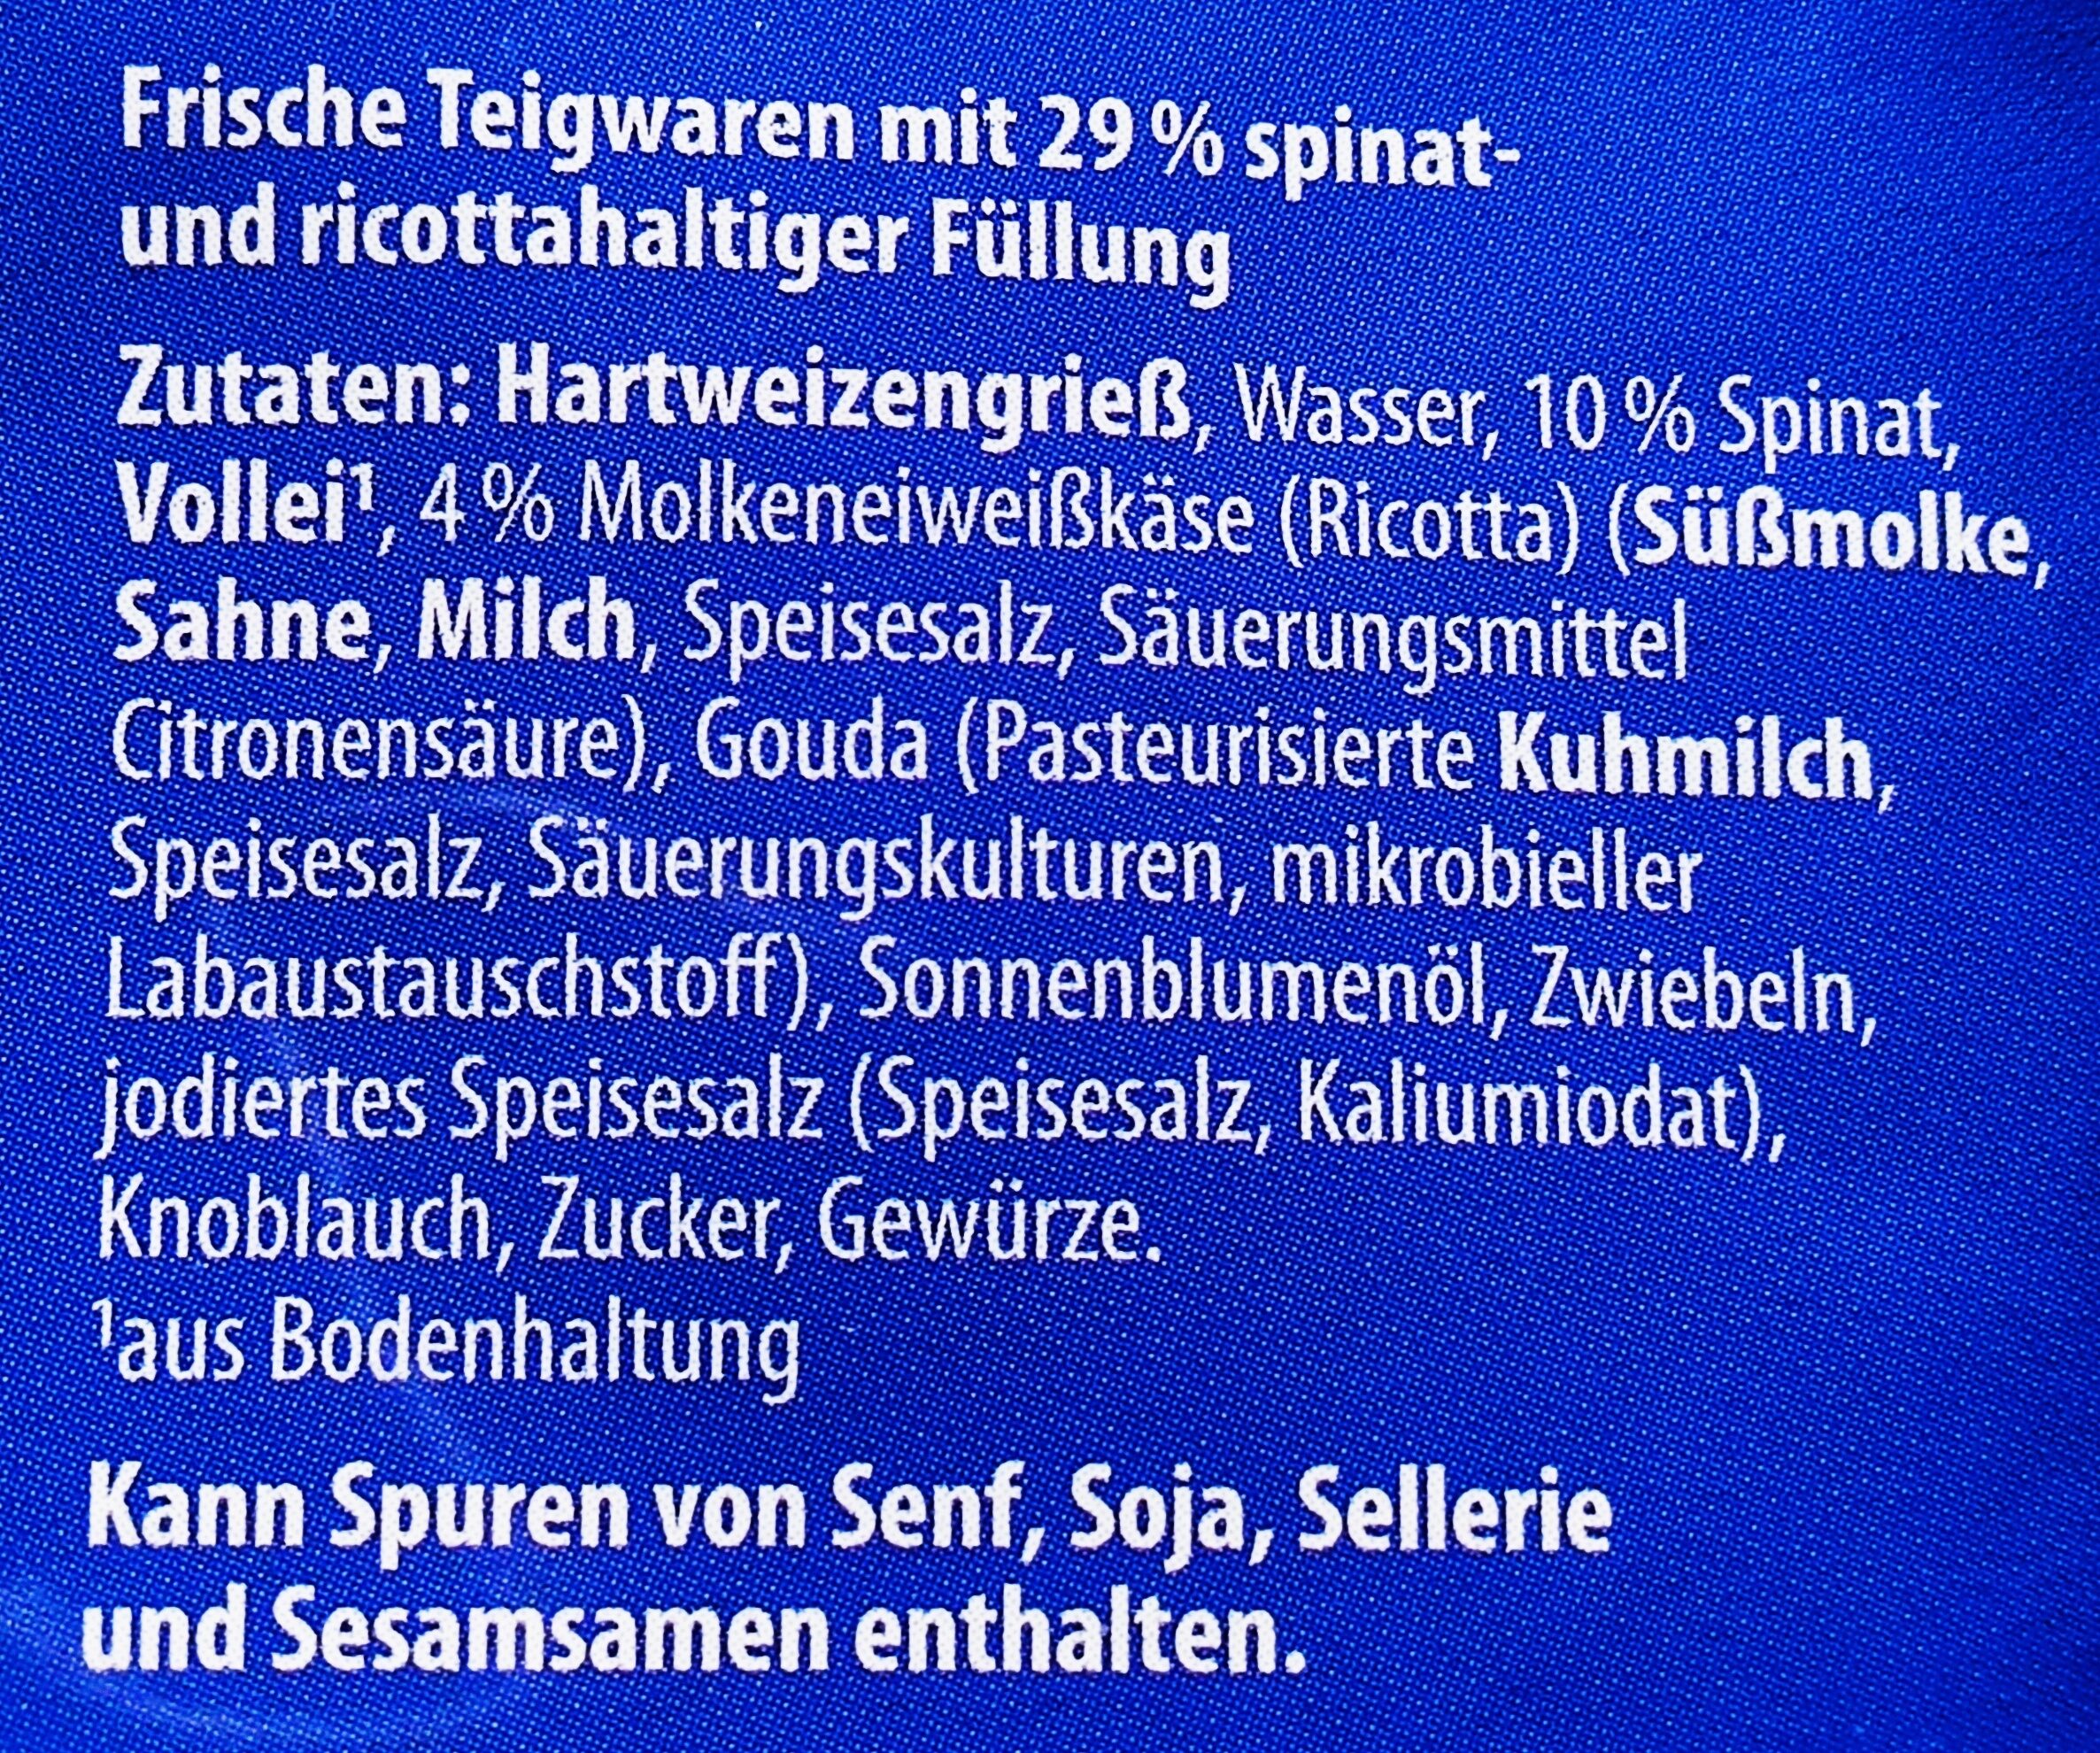 Frische Teigwaren mit 29 % spinat-
und ricottahaltiger Füllung
Zutaten: Hartweizengrieß, Wasser, 10 % Spinat,
Vollei¹, 4 % Molkeneiweißkäse (Ricotta) (Süßmolke,
Sahne, Milch, Speisesalz, Säuerungsmittel
Citronensäure), Gouda (Pasteurisierte Kuhmilch,
Speisesalz, Säuerungskulturen, mikrobieller
Labaustauschstoff), Sonnenblumenöl, Zwiebeln,
jodiertes Speisesalz (Speisesalz, Kaliumiodat),
Knoblauch, Zucker, Gewürze.
¹aus Bodenhaltung
Kann Spuren von Senf, Soja, Sellerie
und Sesamsamen enthalten.